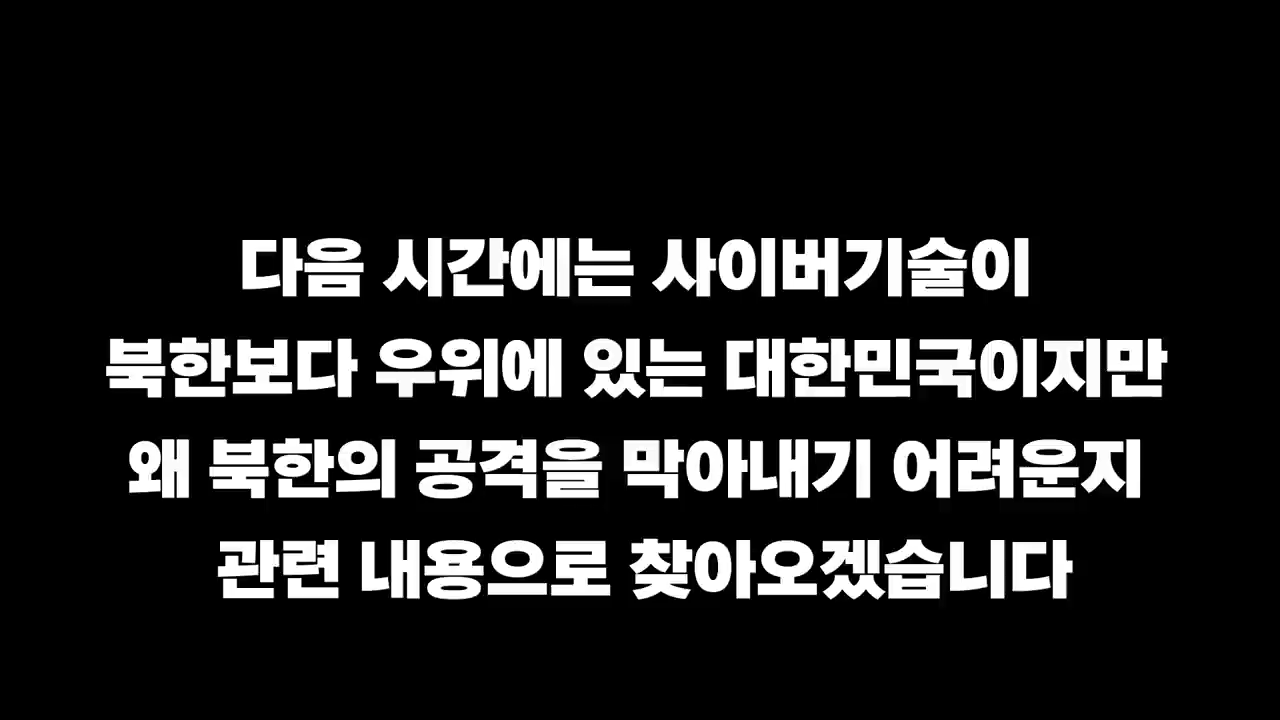 다음 시간에는 사이버기술이
북한보다 우위에 있는 대한민국이지만
왜 북한의 공격을 막아내기 어려운지
관련 내용으로 찾아오겠습니다